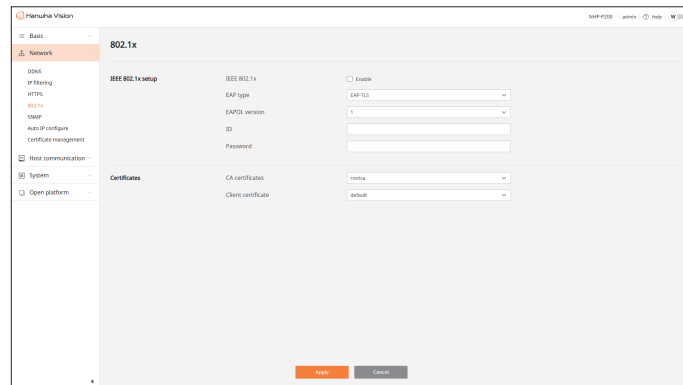 Hanwha Vision
NHP-P200 admin Help W
Basic
Network
DDNS
IP filtering
HTTPS
802.1x
SNMP
Auto IP configure
Certificate management
Host communication
System
Open platform
802.1x
IEEE 802.1x setup
IEEE 802.1x
Enable
EAP type
EAP-TLS
EAPOL version
1
ID
Password
Certificates
CA certificates
rootca
Client certificate
default
Apply
Cancel